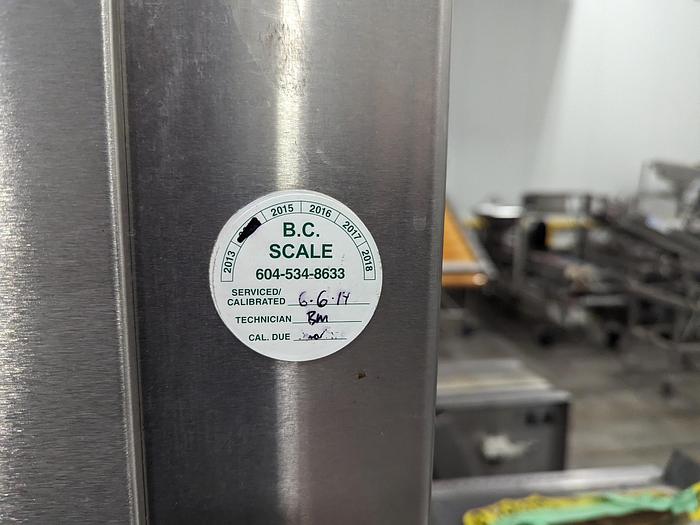 2013 2015 2016 2017 2018
B.C.
SCALE
604-534-8633
SERVICED/
CALIBRATED 6.6.14
TECHNICIAN BM
CAL. DUE